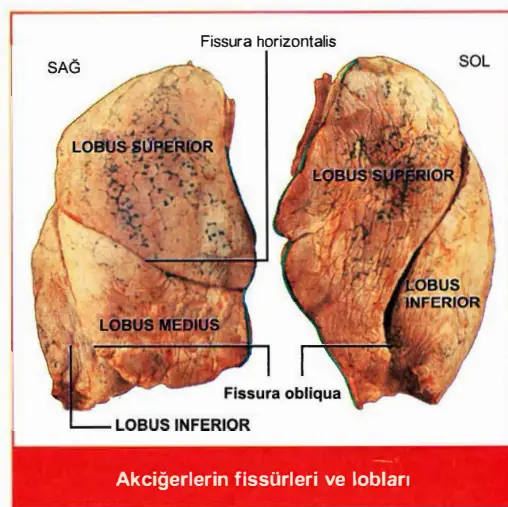 Fissura horizontalis
SAĞ
SOL
LOBUS SUPERIOR
LOBUS SUPERIOR
LOBUS
INFERIOR
LOBUS MEDIUS
Fissura obliqua
LOBUS INFERIOR
Akciğerlerin fissürleri ve lobları